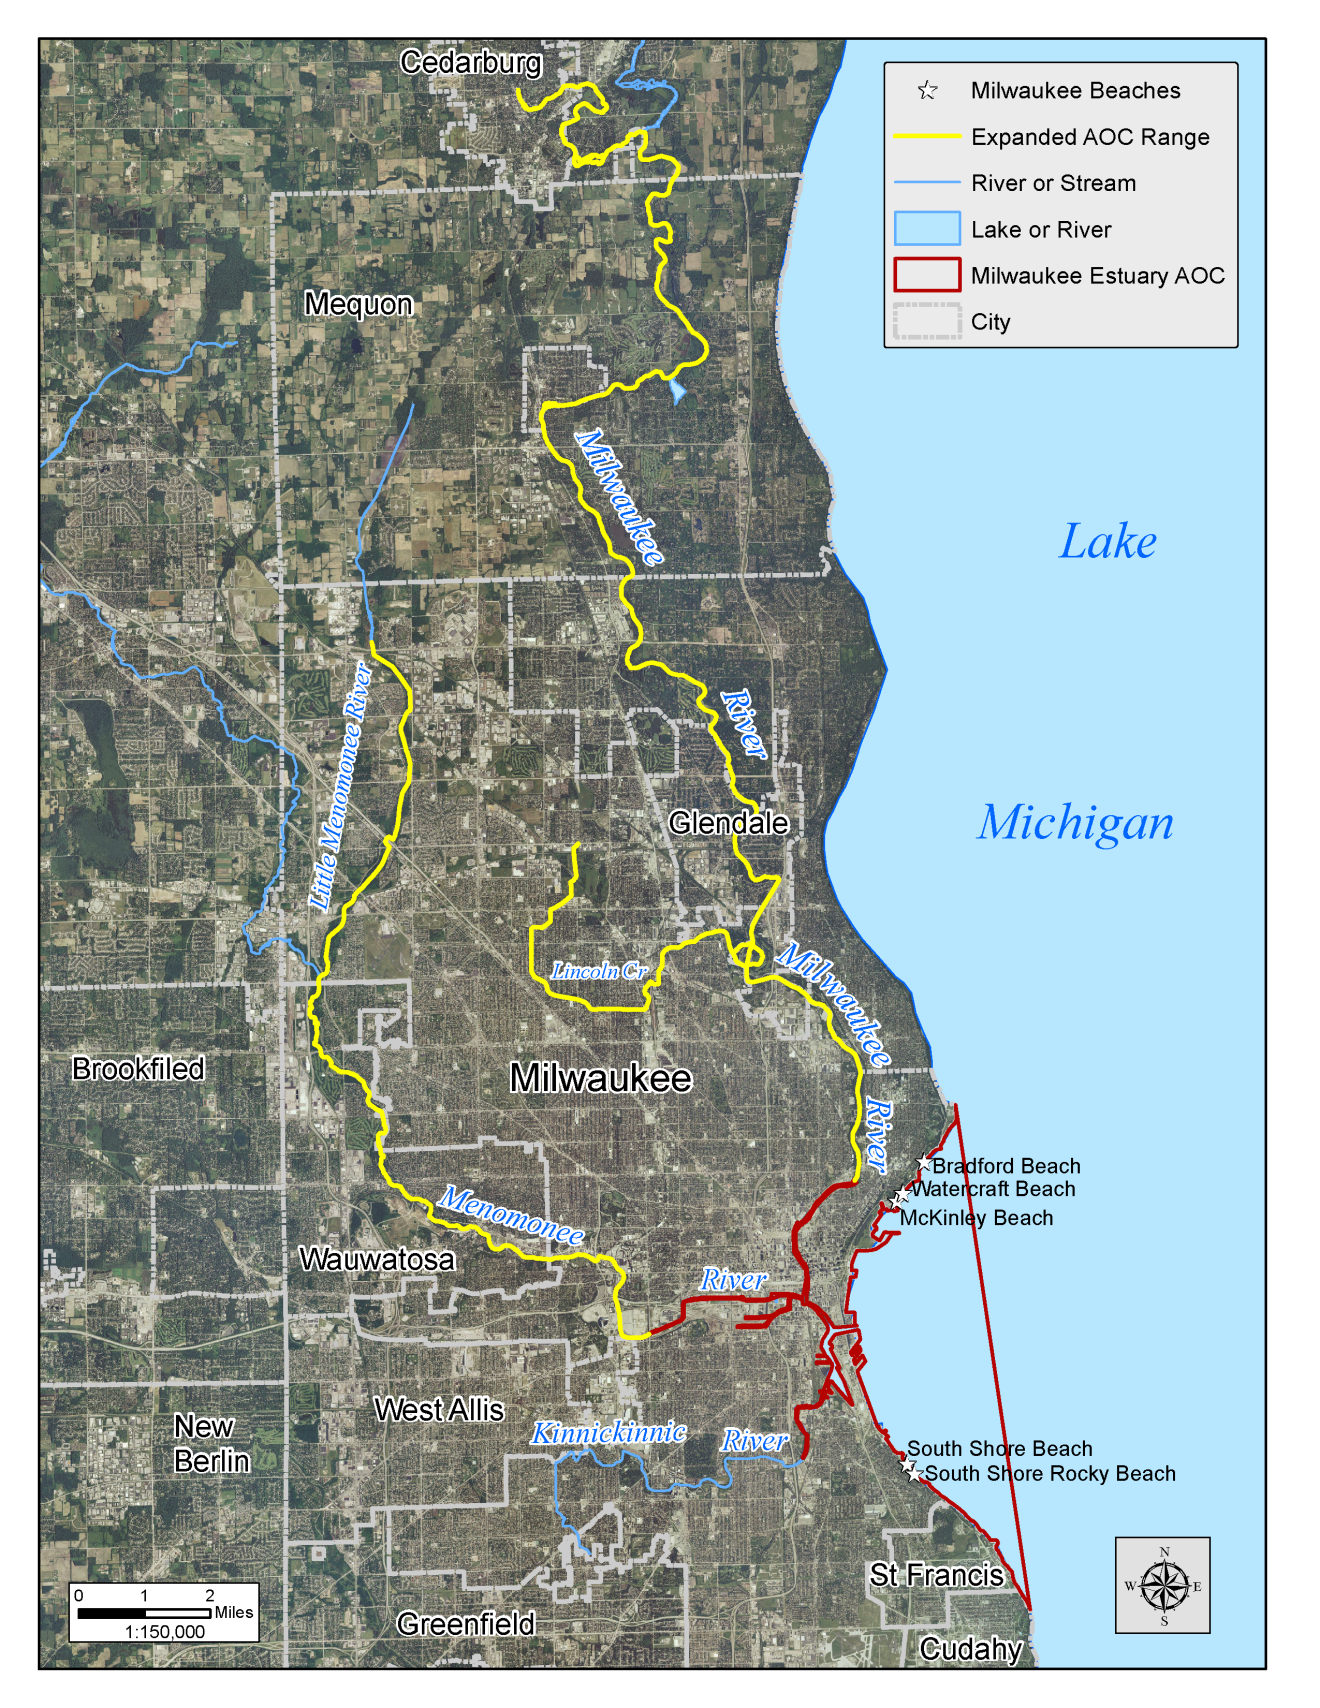 Cedarburg
Milwaukee Beaches
Expanded AOC Range
River or Stream
Lake or River
Milwaukee Estuary AOC
City
Mequon
Milwaukee
Lake
Little Menomonee River
River
Glendale
Michigan
Lincoln Cr
Milwaukee
Brookfiled
Milwaukee
River
Bradford Beach
Watercraft Beach
McKinley Beach
Menomonee
Wauwatosa
River
West Allis
New
Berlin
Kinnickinnic
River
South Shore Beach
South Shore Rocky Beach
St Francis
Greenfield
Cudahy
0 1 2
Miles
1:150,000
N
W E
S